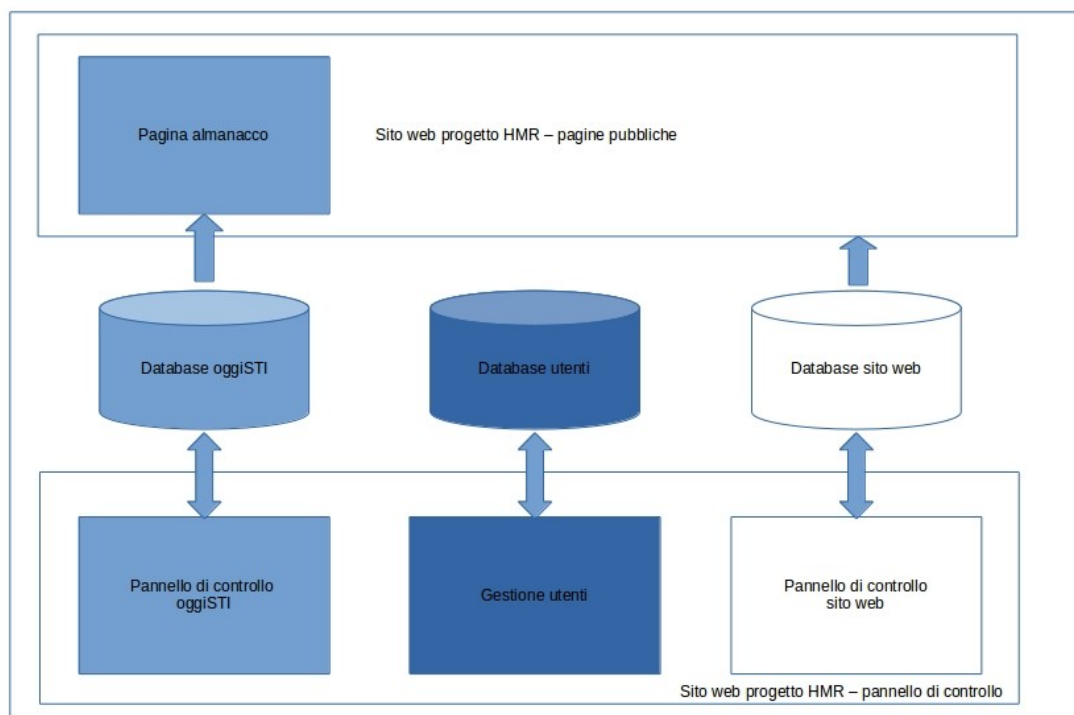 Pagina almanacco
Sito web progetto HMR – pagine pubbliche
Database oggiSTI
Database utenti
Database sito web
Pannello di controllo
oggiSTI
Gestione utenti
Pannello di controllo
sito web
Sito web progetto HMR – pannello di controllo